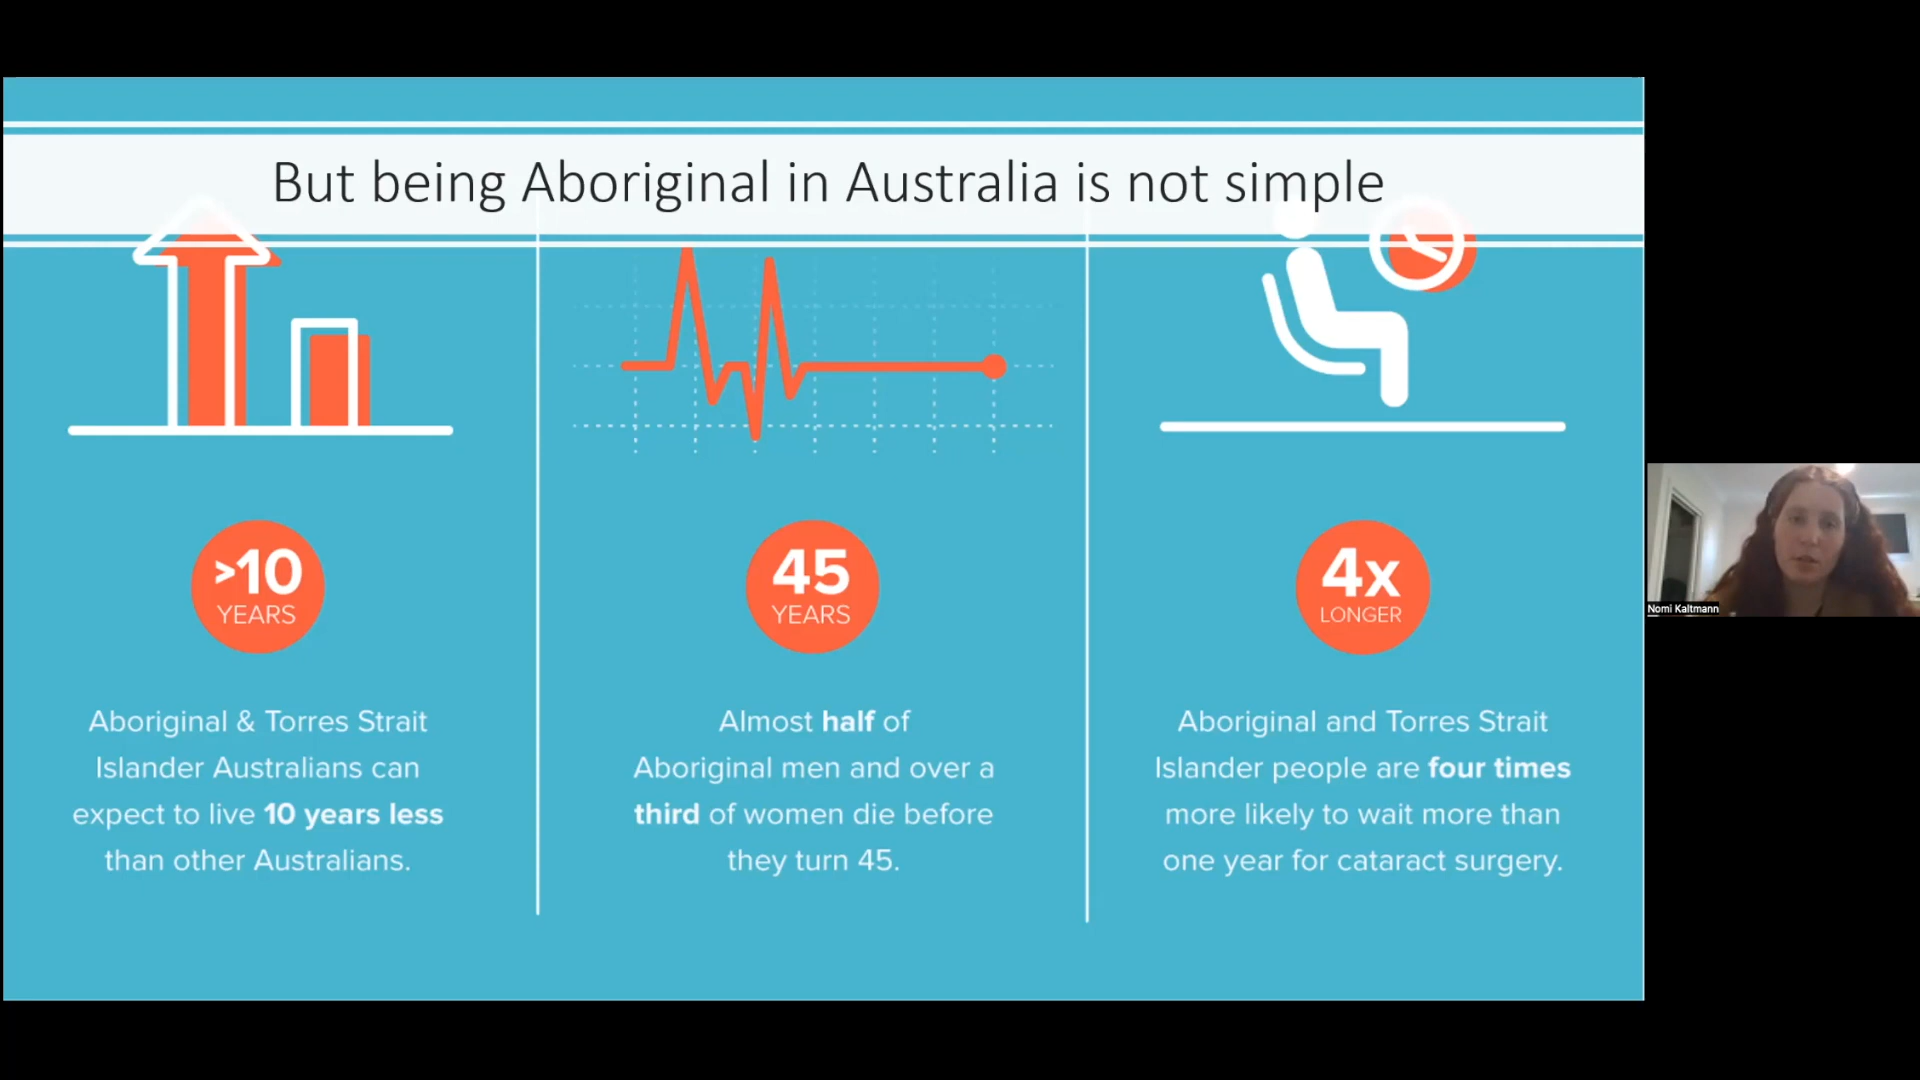 But being Aboriginal in Australia is not simple
>10
YEARS
Aboriginal & Torres Strait
Islander Australians can
expect to live 10 years less
than other Australians.
45
YEARS
Almost half of
Aboriginal men and over a
third of women die before
they turn 45.
4x
LONGER
Aboriginal and Torres Strait
Islander people are four times
more likely to wait more than
one year for cataract surgery.
Nomi Kaltmann